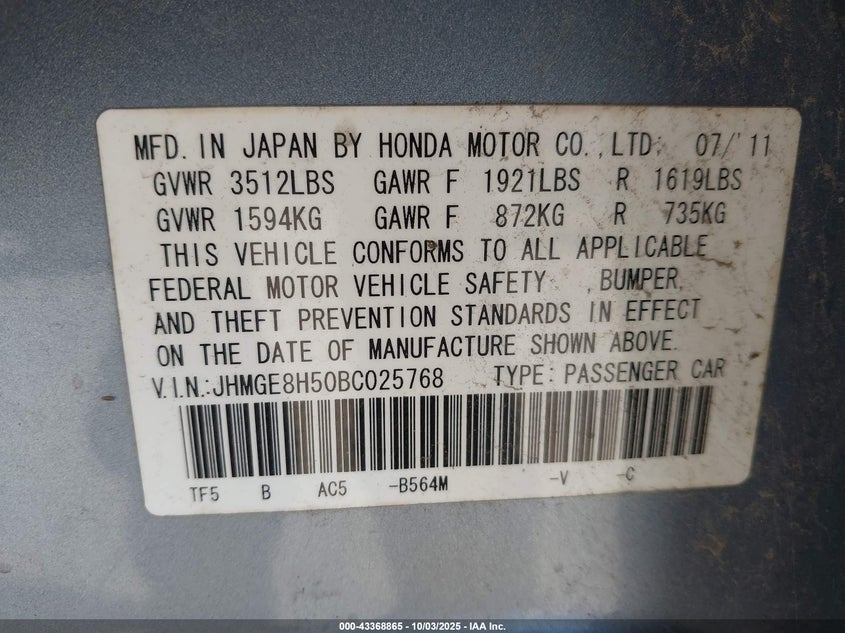 MFD. IN JAPAN BY HONDA MOTOR CO.,LTD. 07/'11
GVWR 3512LBS GAWR F 1921LBS R 1619LBS
GVWR 1594KG GAWR F 872KG R 735KG
THIS VEHICLE CONFORMS TO ALL APPLICABLE
FEDERAL MOTOR VEHICLE SAFETY ,BUMPER,
AND THEFT PREVENTION STANDARDS IN EFFECT
ON THE DATE OF MANUFACTURE SHOWN ABOVE.
V.I.N.:JHMGE8H50BC025768 TYPE:PASSENGER CAR
TF5 B AC5 -B564M -V -C
000-43368865 - 10/03/2025 - IAA Inc.